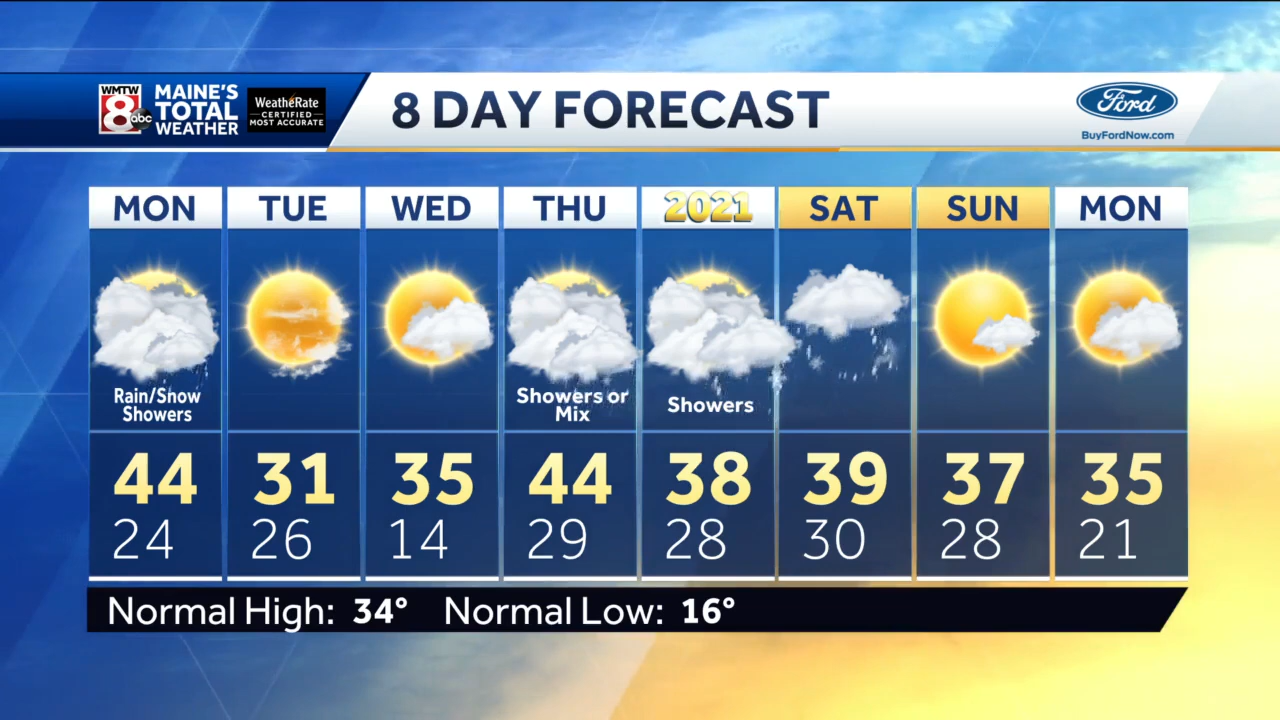 WMTW
8
abc
MAINE'S
TOTAL
WEATHER
WeatheRate
CERTIFIED
MOST ACCURATE
8 DAY FORECAST
Ford
BuyFordNow.com
MON TUE WED THU 2021 SAT SUN MON
Rain/Snow
Showers
Showers or
Mix
Showers
44 31 35 44 38 39 37 35
24 26 14 29 28 30 28 21
Normal High: 34° Normal Low: 16°